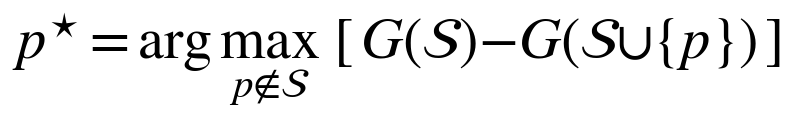 p⋆ = arg max p∉𝒮 [ G(𝒮)−G(𝒮∪{p}) ]